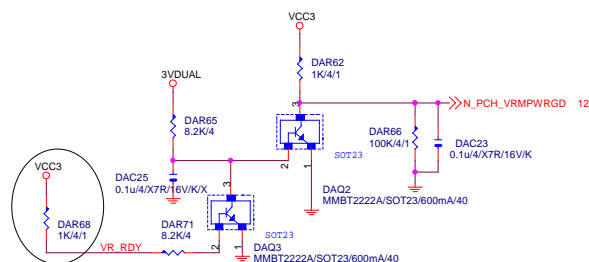 VCC3
DAR62
1K/4/1
3VDUAL
3
N_PCH_VRMPWRGD 12
DAR65
8.2K/4
DAR66
100K/4/1
DAC23
0.1u/4/X7R/16V/K
SOT23
2
1
DAC25
0.1u/4/X7R/16V/K/X
3
DAQ2
MMBT2222A/SOT23/600mA/40
VCC3
DAR68
1K/4/1
VR_RDY
DAR71
8.2K/4
SOT23
2
1
DAQ3
MMBT2222A/SOT23/600mA/40